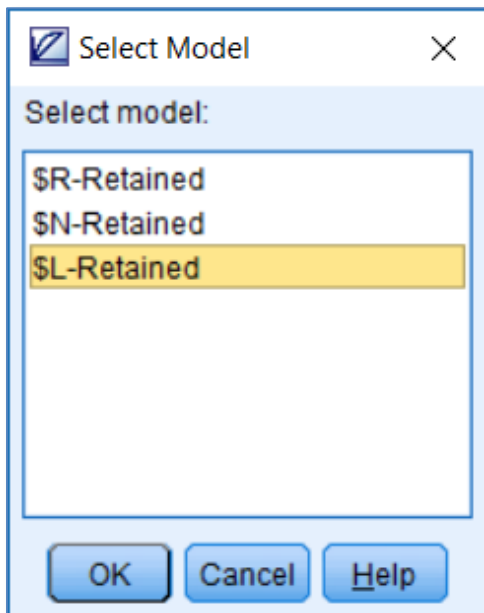 Select Model
Select model:
$R-Retained
$N-Retained
$L-Retained
OK Cancel Help